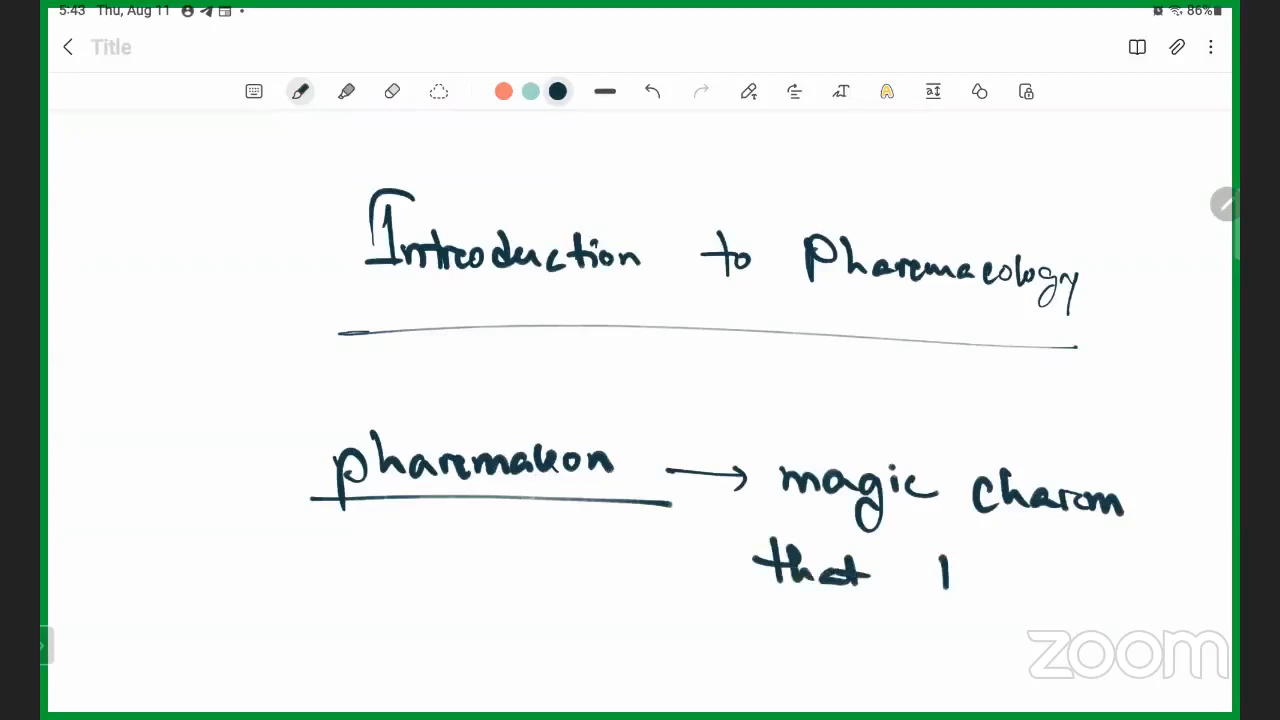 5:43 Thu, Aug 11
86%
Title
Introduction to Pharmacology
pharmakon → magic charm
that
zoom